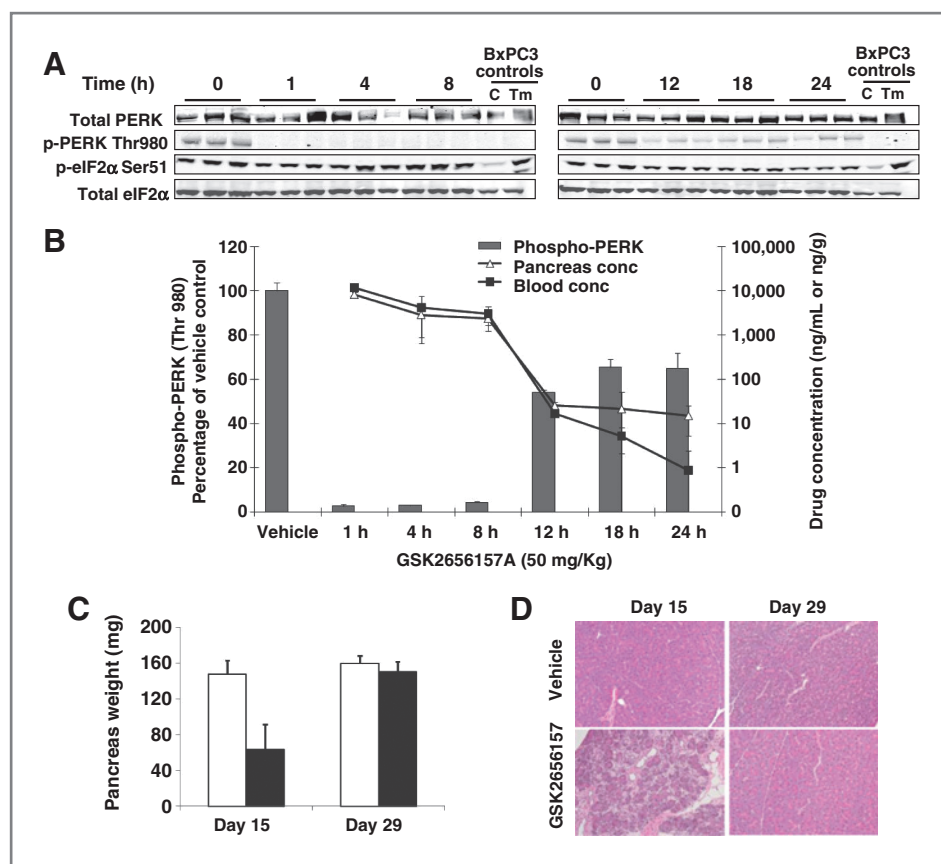 A
BxPC3 controls
BxPC3 controls
Time (h) 0 1 4 8 C Tm
0 12 18 24 C Tm
Total PERK
p-PERK Thr980
p-eIF2α Ser51
Total eIF2α
B
Phospho-PERK (Thr 980)
Percentage of vehicle control
120
100
80
60
40
20
0
Phospho-PERK
Pancreas conc
Blood conc
100,000
10,000
1,000
100
10
1
0
Drug concentration (ng/mL or ng/g)
Vehicle 1 h 4 h 8 h 12 h 18 h 24 h
GSK2656157A (50 mg/Kg)
C
Pancreas weight (mg)
200
160
120
80
40
0
Day 15 Day 29
D
Day 15 Day 29
Vehicle
GSK2656157